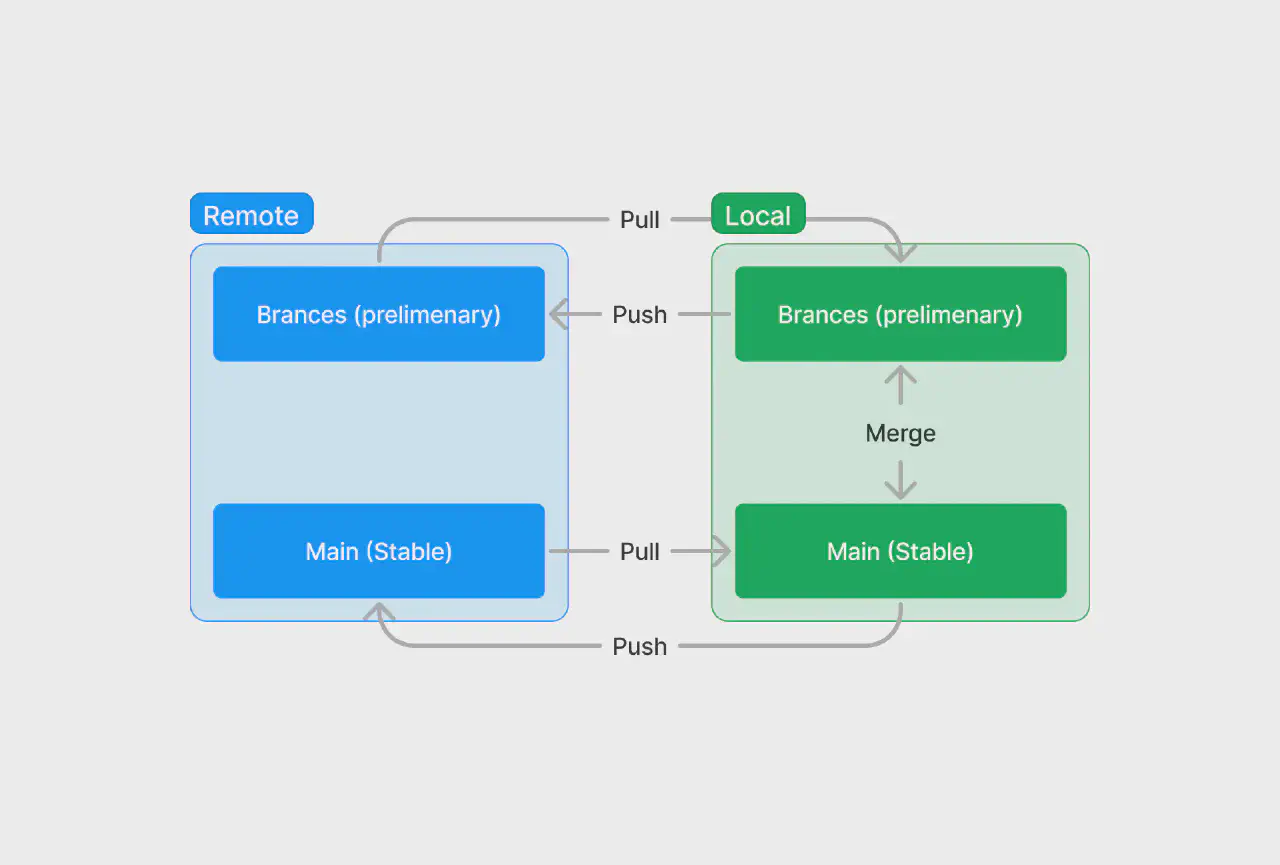 Remote
Pull
Local
Brances (prelimenary)
Push
Brances (prelimenary)
Merge
Main (Stable)
Pull
Main (Stable)
Push